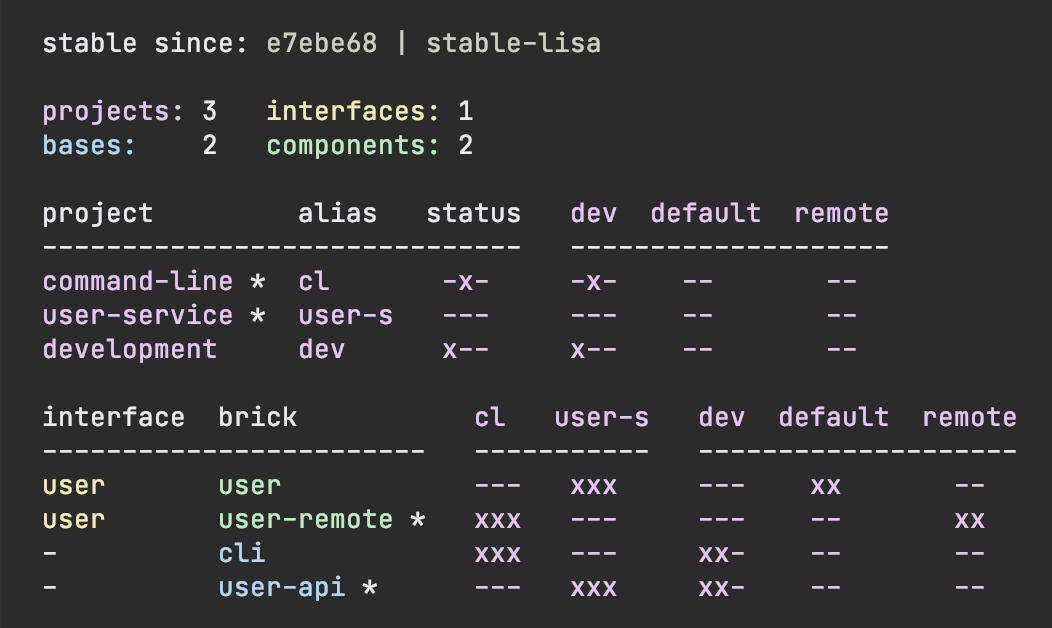 stable since: e7ebe68 | stable-lisa
projects: 3   interfaces: 1
bases:    2   components: 2
project         alias   status   dev  default  remote
------------------------------   --------------------
command-line *  cl       -x-     -x-    --       --
user-service *  user-s   ---     ---    --       --
development     dev      x--     x--    --       --
interface  brick           cl   user-s   dev  default  remote
------------------------   -----------   --------------------
user       user            ---   xxx     ---    xx       --
user       user-remote *   xxx   ---     ---    --       xx
-          cli             xxx   ---     xx-    --       --
-          user-api *      ---   xxx     xx-    --       --